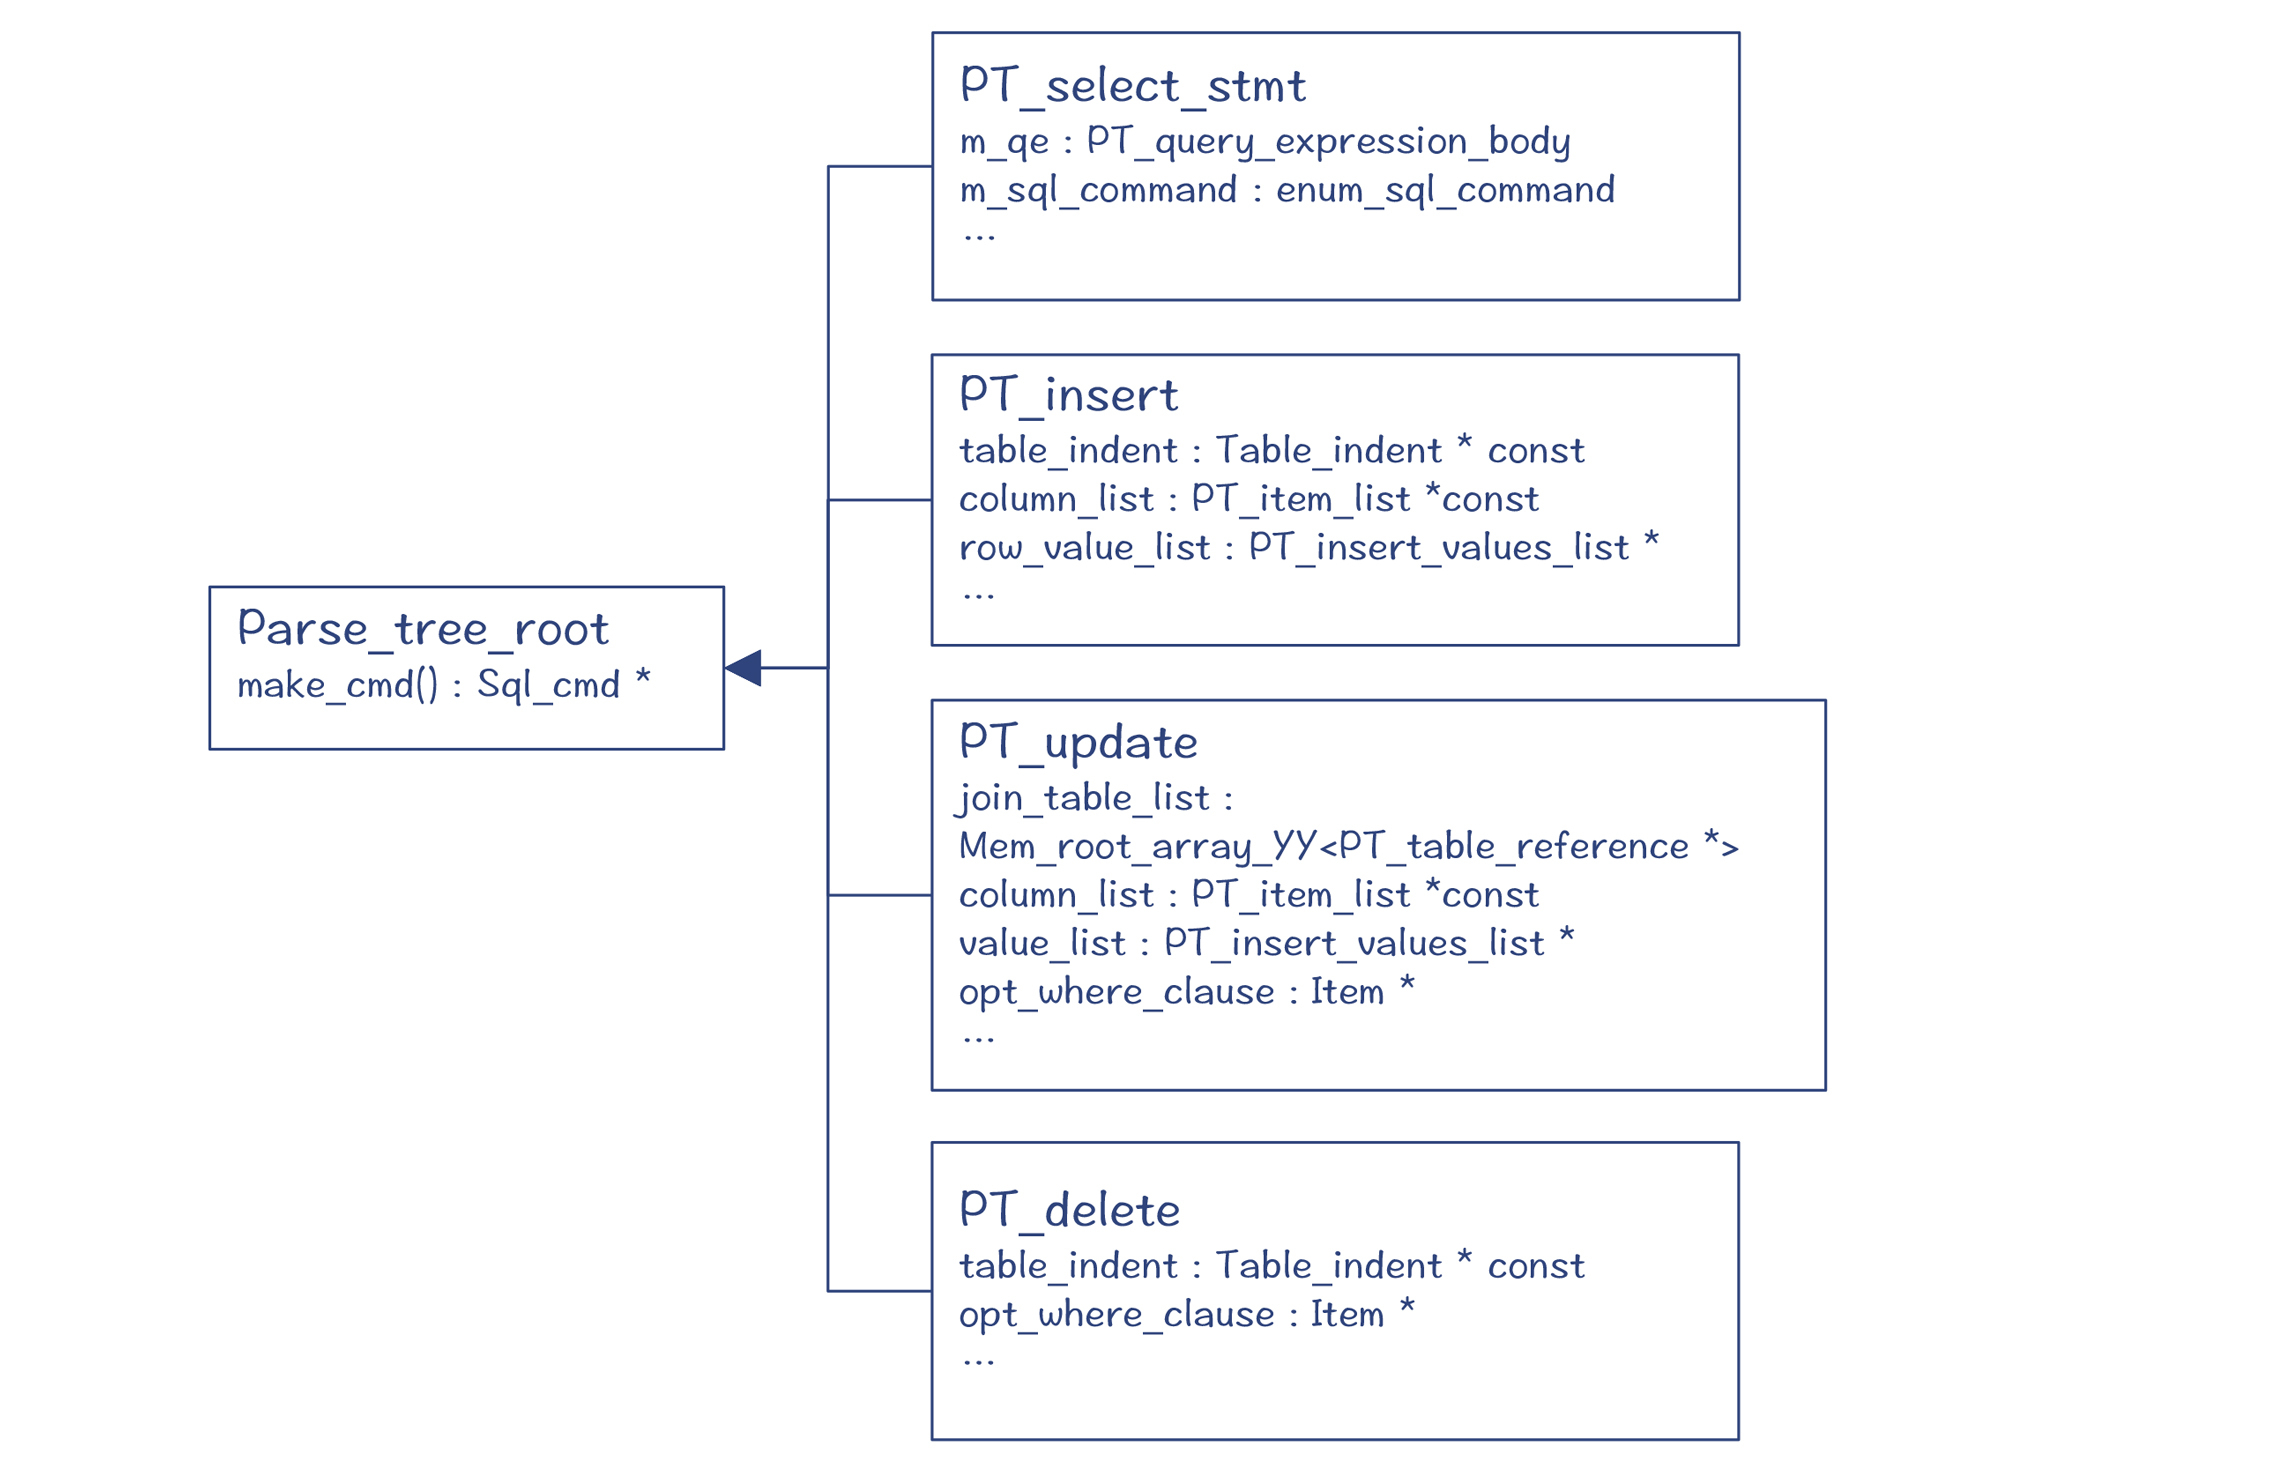 PT_select_stmt
m_qe : PT_query_expression_body
m_sql_command : enum_sql_command
...
PT_insert
table_indent : Table_indent * const
column_list : PT_item_list *const
row_value_list : PT_insert_values_list *
...
Parse_tree_root
make_cmd() : Sql_cmd *
PT_update
join_table_list :
Mem_root_array_YY<PT_table_reference *>
column_list : PT_item_list *const
value_list : PT_insert_values_list *
opt_where_clause : Item *
...
PT_delete
table_indent : Table_indent * const
opt_where_clause : Item *
...